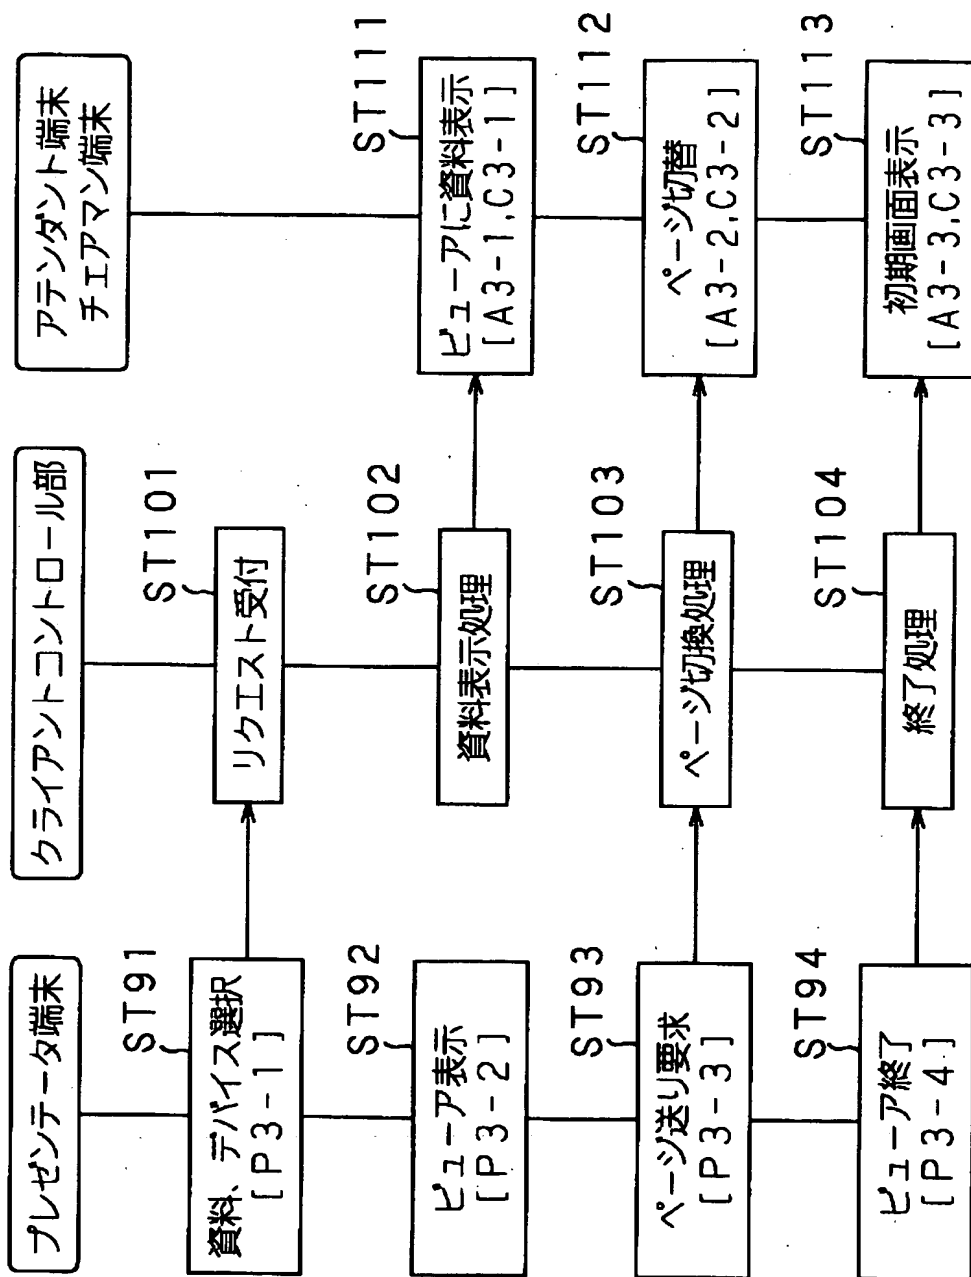 プレゼンテータ端末
クライアントコントロール部
アテンダント端末
チェアマン端末
ST91
資料、デバイス選択
[P3-1]
ST101
リクエスト受付
ST92
ビューア表示
[P3-2]
ST102
資料表示処理
ST111
ビューアに資料表示
[A3-1,C3-1]
ST93
ページ送り要求
[P3-3]
ST103
ページ切換処理
ST112
ページ切替
[A3-2,C3-2]
ST94
ビューア終了
[P3-4]
ST104
終了処理
ST113
初期画面表示
[A3-3,C3-3]